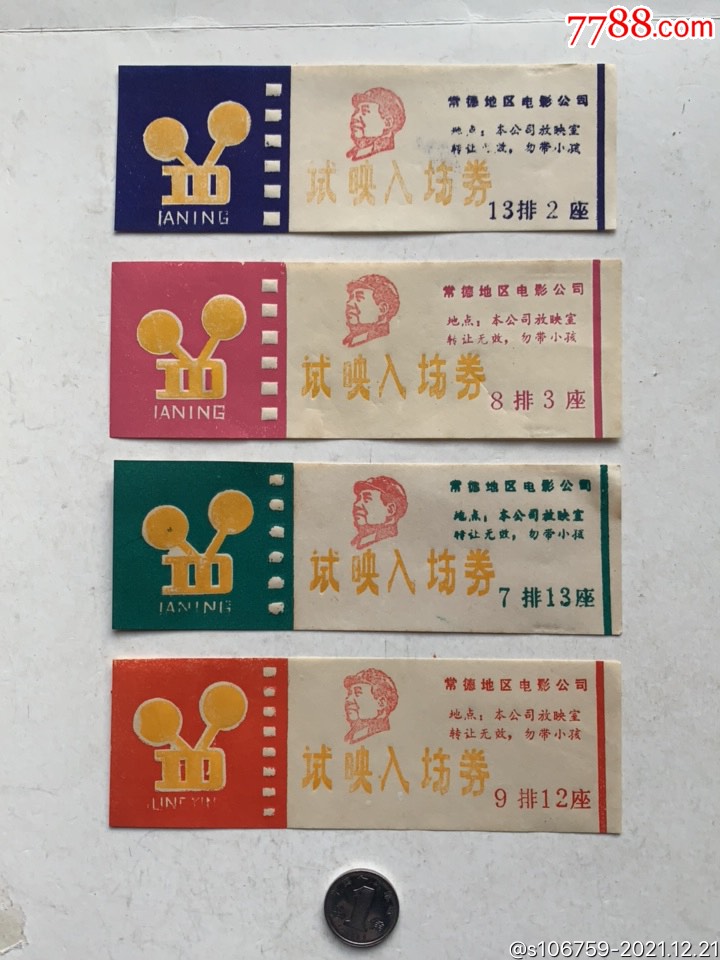 7788.com
常德地区电影公司
地点：本公司放映室
转让无效，勿带小孩
试映入场券
13排2座
IANING
常德地区电影公司
地点：本公司放映室
转让无效，勿带小孩
试映入场券
8排3座
IANING
常德地区电影公司
地点：本公司放映室
转让无效，勿带小孩
试映入场券
7排13座
IANING
常德地区电影公司
地点：本公司放映室
转让无效，勿带小孩
试映入场券
9排12座
1
@s106759-2021.12.21